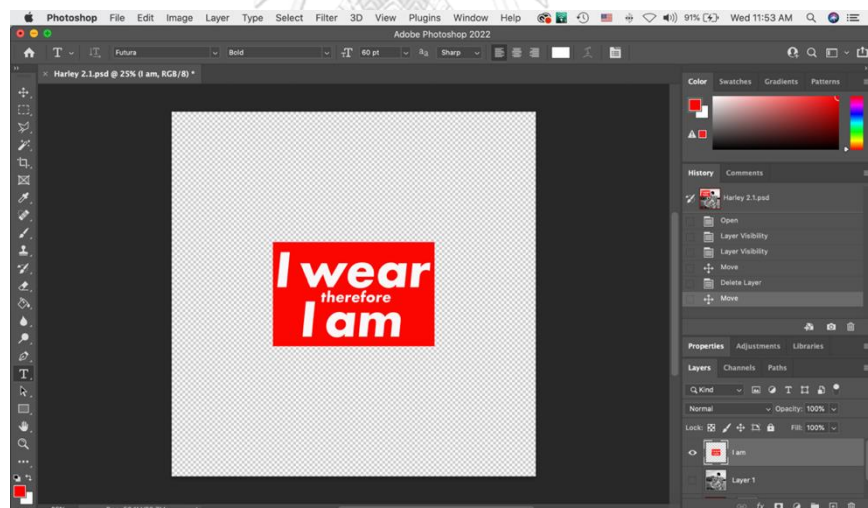 Photoshop File Edit Image Layer Type Select Filter 3D View Plugins Window Help 91% Wed 11:53 AM
Adobe Photoshop 2022
T Futura Bold 60 pt Sharp 3D
× Harley 2.1.psd @ 25% (I am, RGB/8) *
Color Swatches Gradients Patterns
History Comments
Harley 2.1.psd
Open
Layer Visibility
Layer Visibility
Move
Delete Layer
Move
I wear
therefore
I am
Properties Adjustments Libraries
Layers Channels Paths
Kind
Normal Opacity: 100%
Lock: Fill: 100%
I am
Layer 1